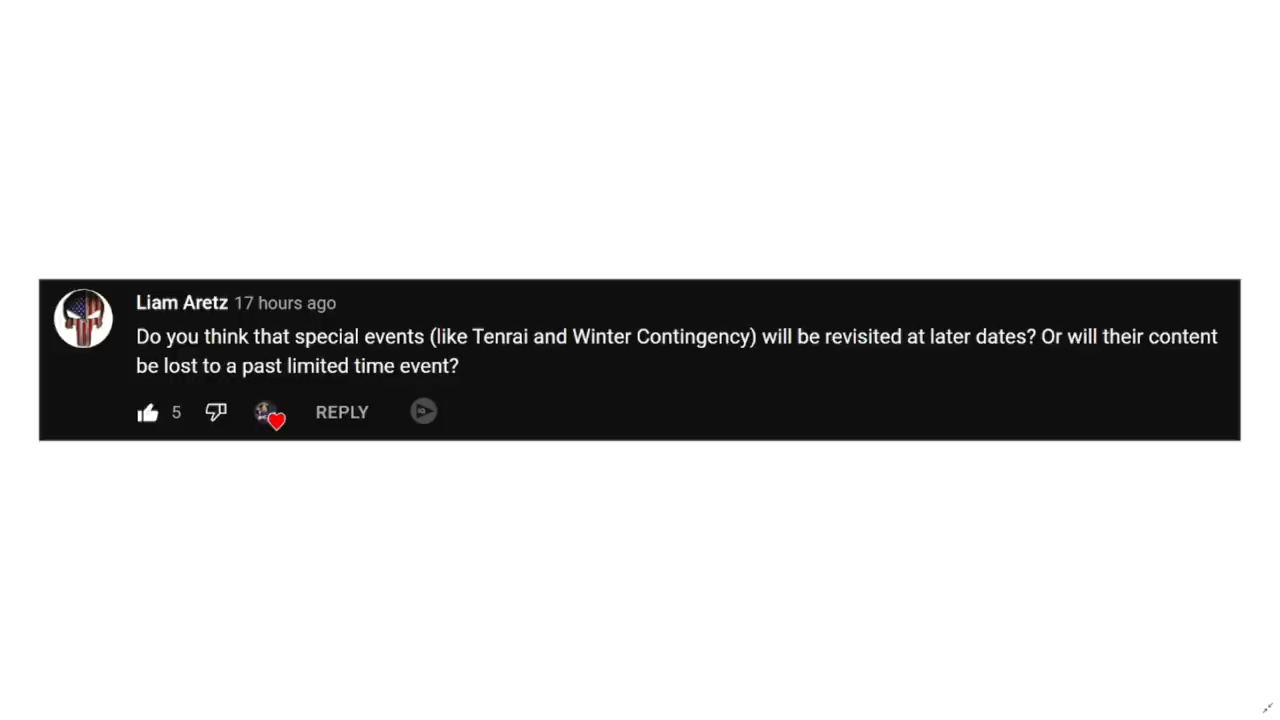 Liam Aretz 17 hours ago
Do you think that special events (like Tenrai and Winter Contingency) will be revisited at later dates? Or will their content
be lost to a past limited time event?
5 REPLY